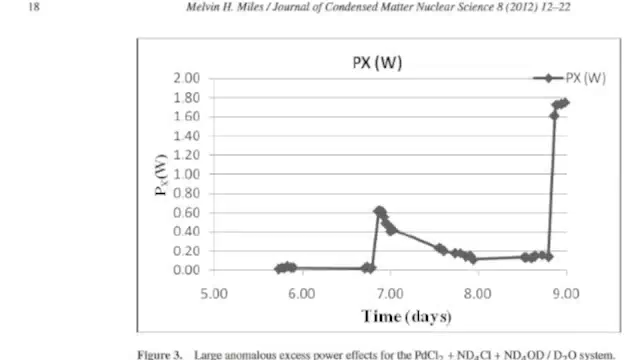 18
Melvin H. Miles / Journal of Condensed Matter Nuclear Science 8 (2012) 12–22
PX (W)
PX (W)
2.00
1.80
1.60
1.40
1.20
1.00
0.80
0.60
0.40
0.20
0.00
Px(W)
5.00 6.00 7.00 8.00 9.00
Time (days)
Figure 3. Large anomalous excess power effects for the PdCl2 + ND4Cl + ND4OD / D2O system.